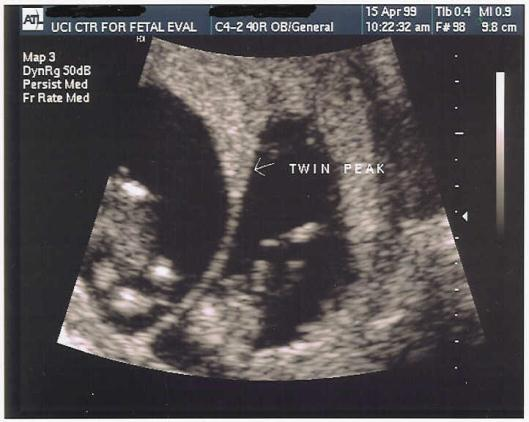 ATL
UCI CTR FOR FETAL EVAL C4-2 40R OB/General
15 Apr 99 TIb 0.4 MI 0.9
10:22:32 am F#98 9.8 cm
Map 3
DynRg 50dB
Persist Med
Fr Rate Med
TWIN PEAK